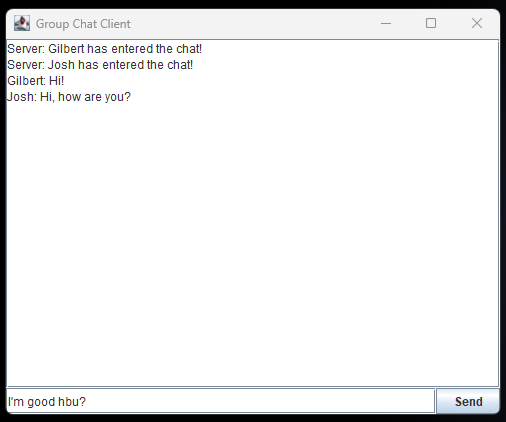 Group Chat Client
Server: Gilbert has entered the chat!
Server: Josh has entered the chat!
Gilbert: Hi!
Josh: Hi, how are you?
I'm good hbu?
Send